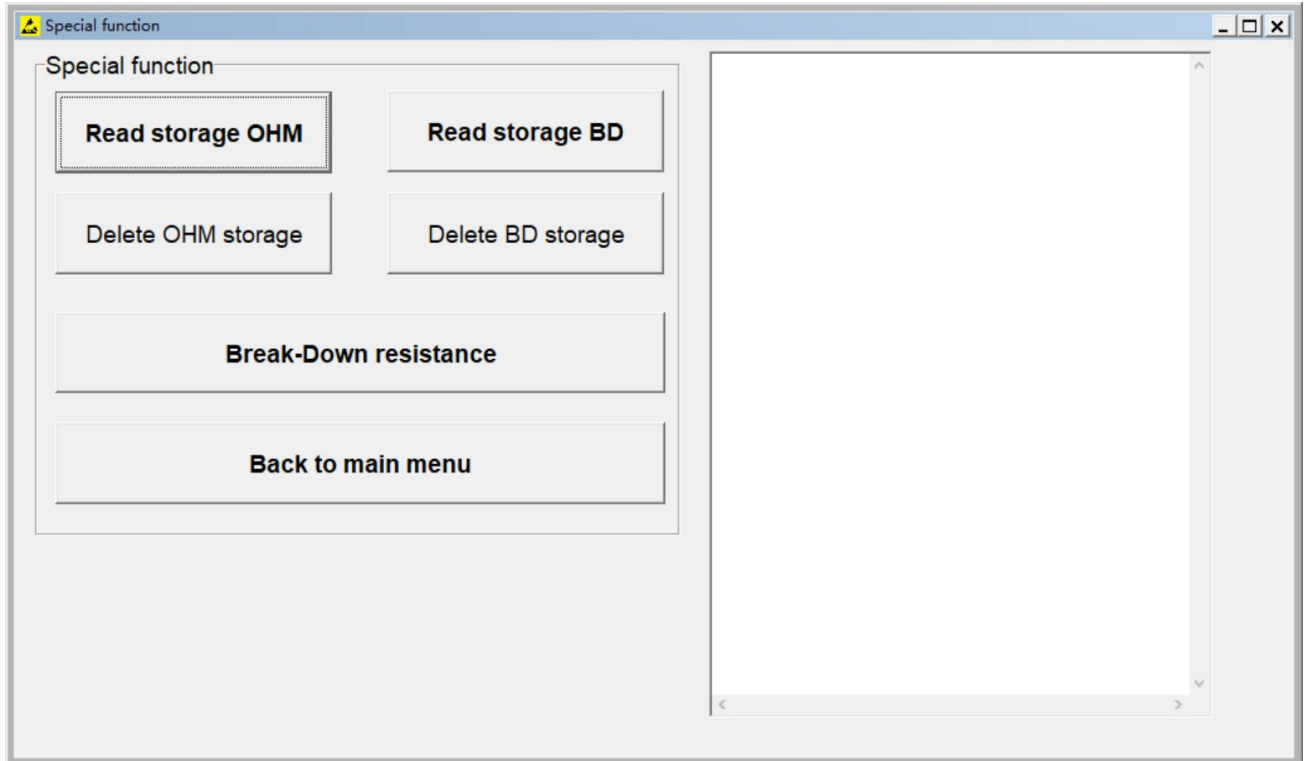 Special function
Special function
Read storage OHM
Read storage BD
Delete OHM storage
Delete BD storage
Break-Down resistance
Back to main menu